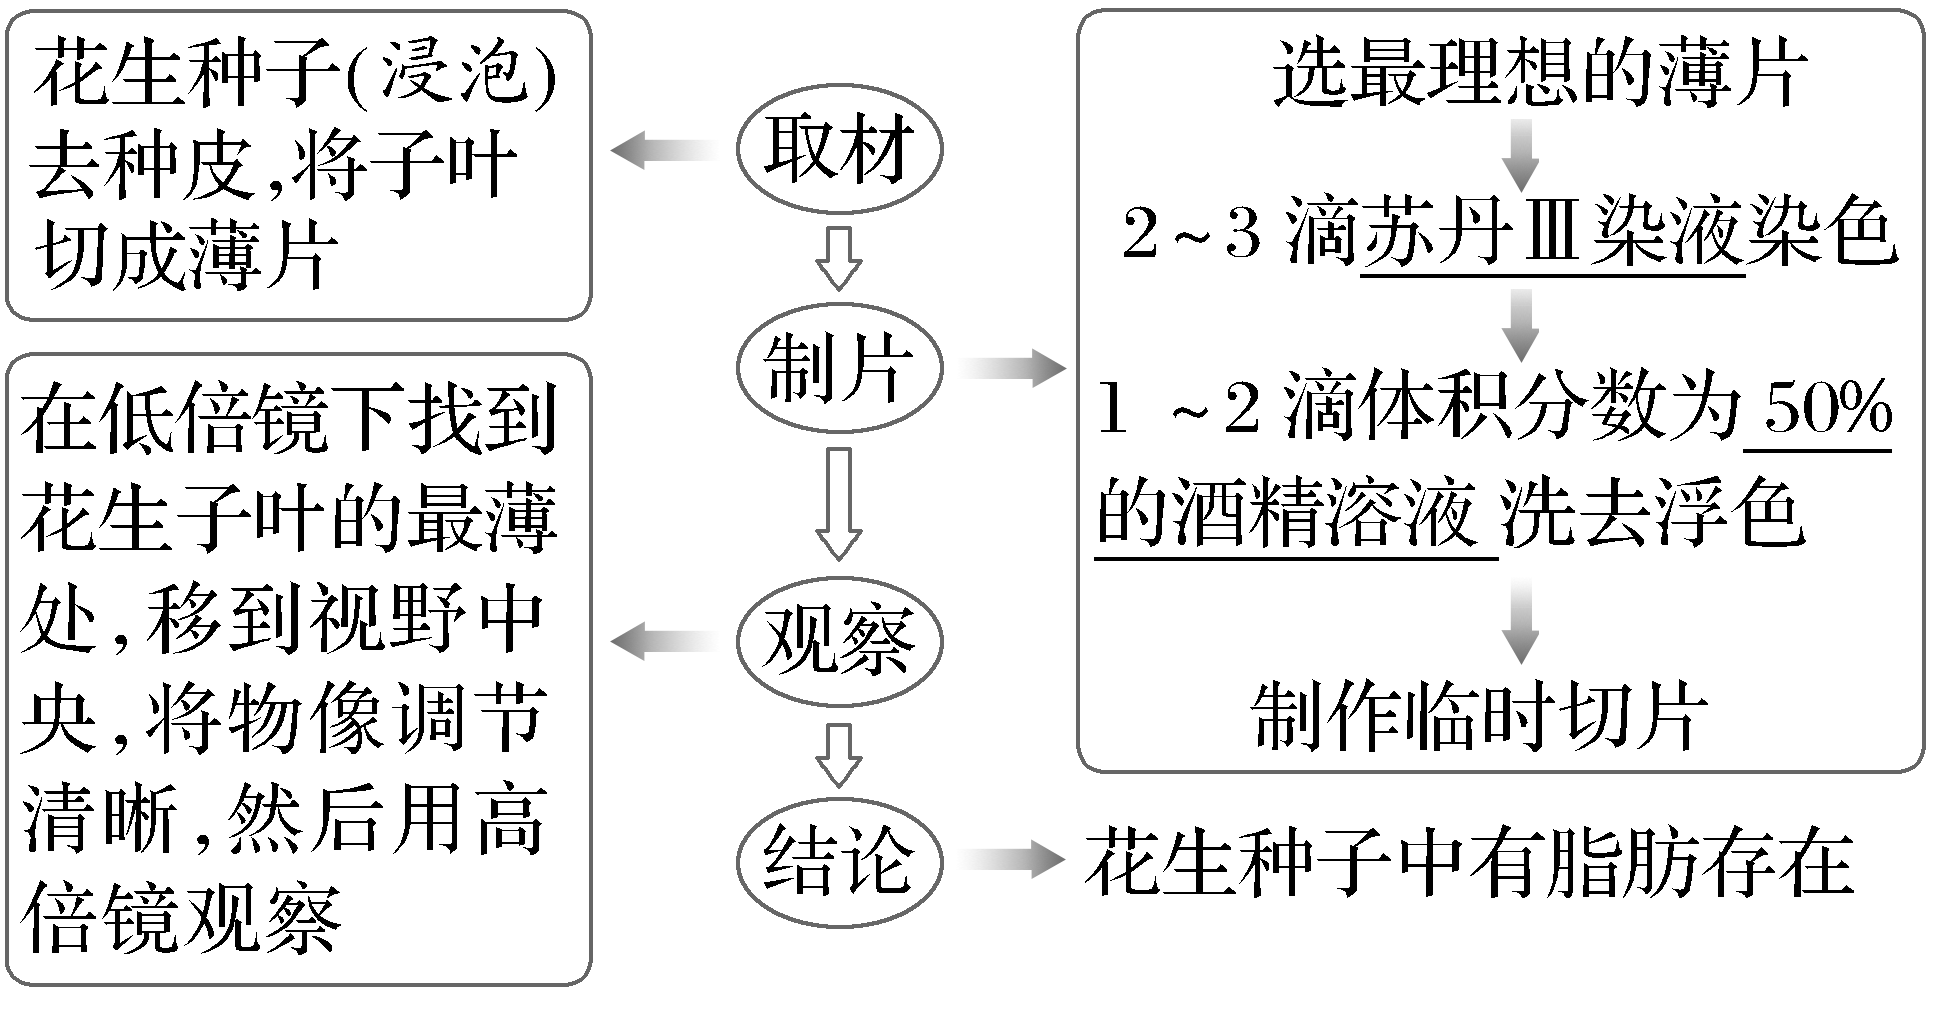 花生种子(浸泡)
去种皮,将子叶
切成薄片
取材
制片
选最理想的薄片
2~3 滴苏丹Ⅲ染液染色
1 ~2 滴体积分数为 50%
的酒精溶液 洗去浮色
制作临时切片
观察
在低倍镜下找到
花生子叶的最薄
处,移到视野中
央,将物像调节
清晰,然后用高
倍镜观察
结论
花生种子中有脂肪存在